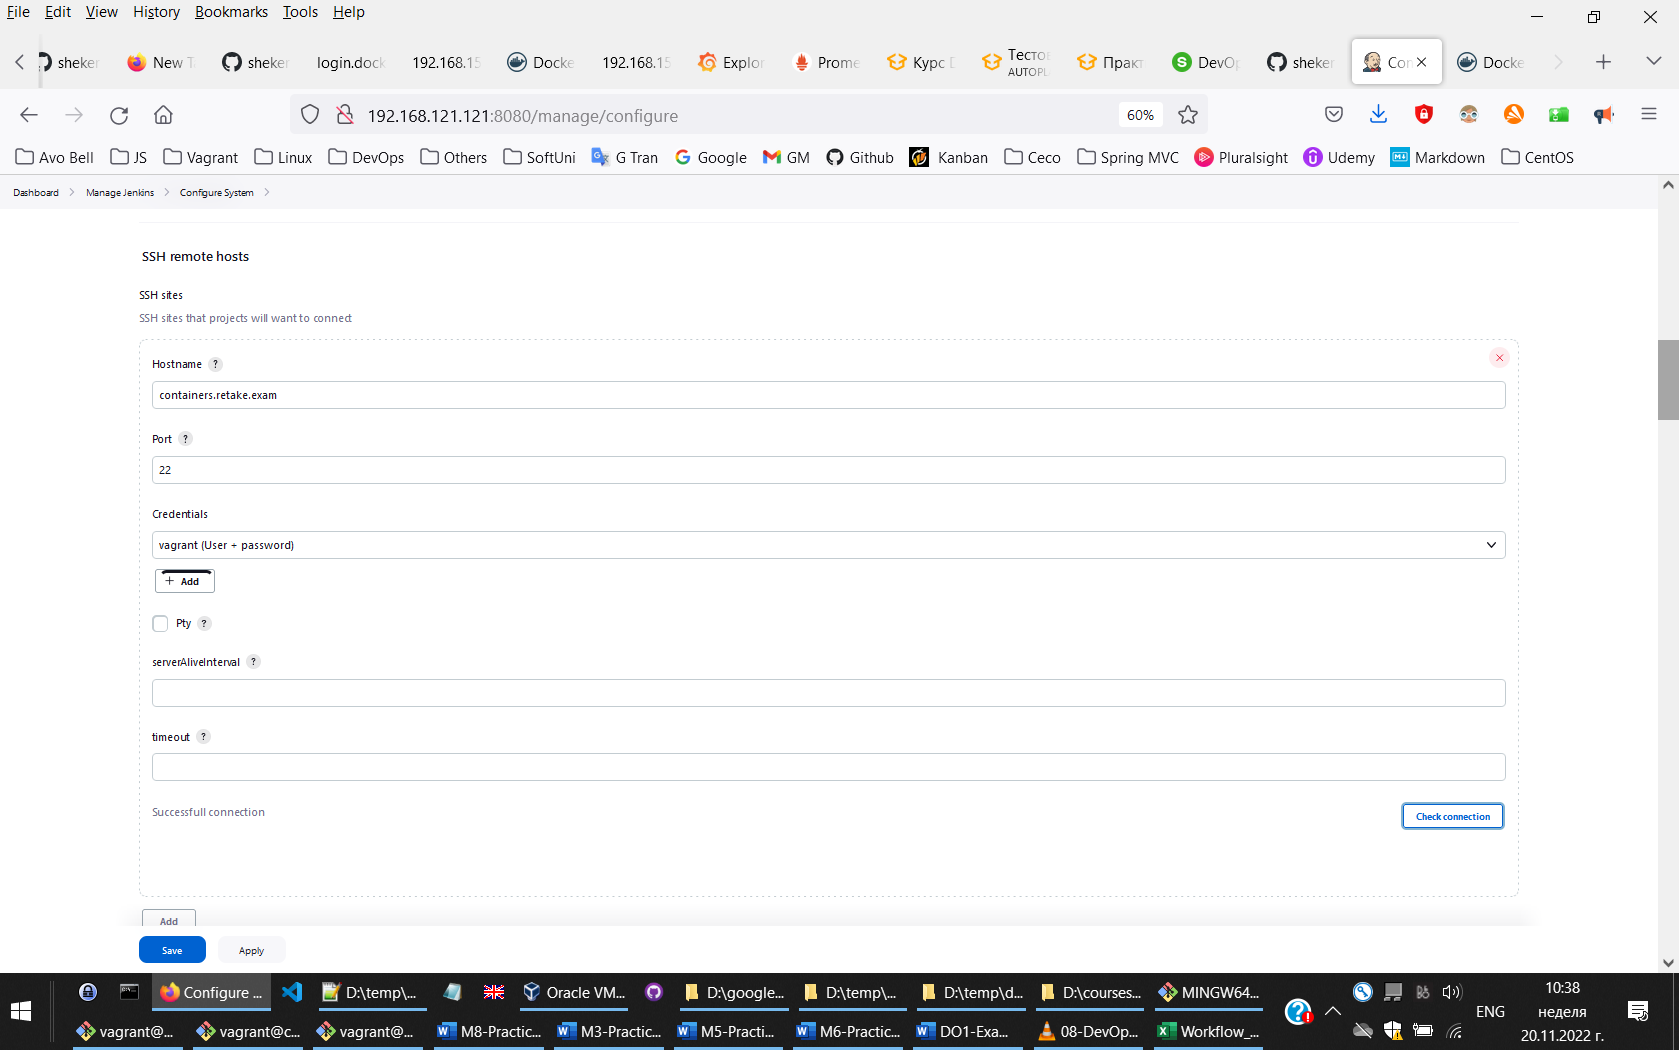 File Edit View History Bookmarks Tools Help
sheker New T sheker login.dock 192.168.15 Docke 192.168.15 Explor Prome Курс D Тестов AUTOPL Практ DevOp sheker Con Docke
192.168.121.121:8080/manage/configure 60%
Avo Bell JS Vagrant Linux DevOps Others SoftUni G Tran Google GM Github Kanban Ceco Spring MVC Pluralsight Udemy Markdown CentOS
Dashboard Manage Jenkins Configure System
SSH remote hosts
SSH sites
SSH sites that projects will want to connect
Hostname ?
containers.retake.exam
Port ?
22
Credentials
vagrant (User + password)
+ Add
Pty ?
serverAliveInterval ?
timeout ?
Successfull connection
Check connection
Add
Save Apply
Configure ... D:\temp\... Oracle VM... D:\google... D:\temp\... D:\temp\d... D:\courses... MINGW64... 10:38
ENG неделя
vagrant@... vagrant@c... vagrant@... M8-Practic... M3-Practic... M5-Practi... M6-Practic... DO1-Exa... 08-DevOp... Workflow_... 20.11.2022 г.